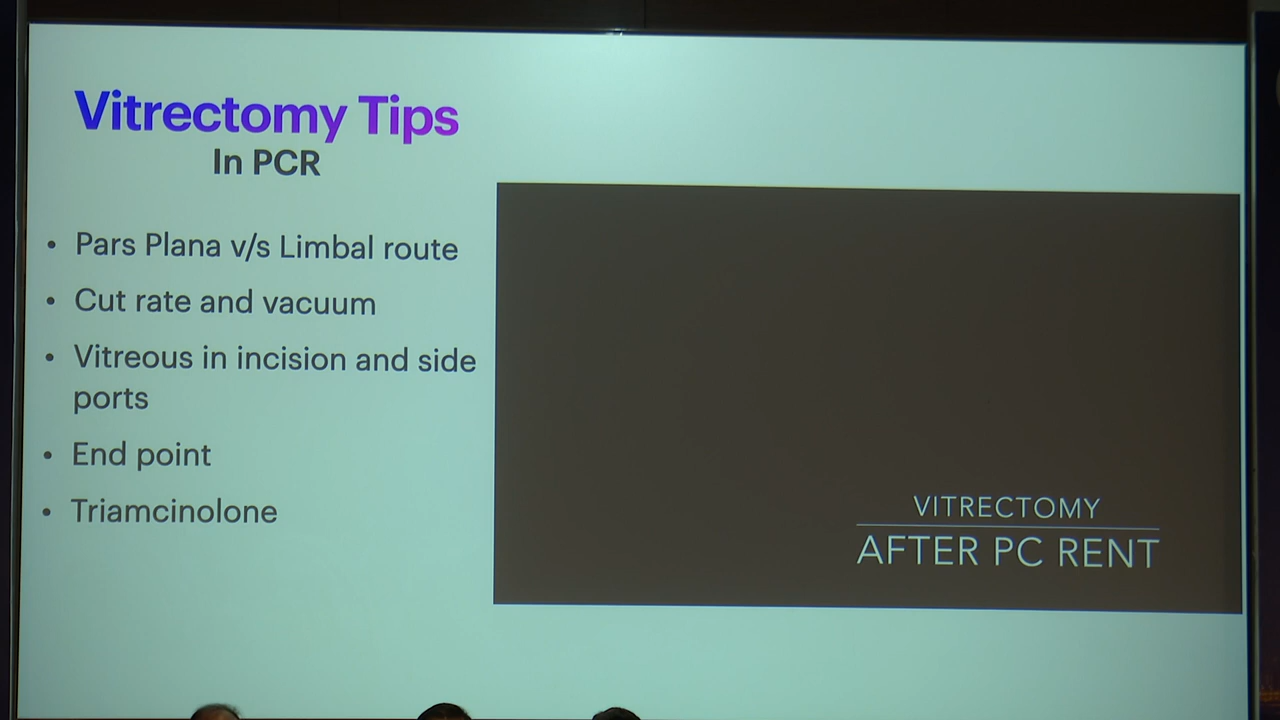 Vitrectomy Tips
In PCR
• Pars Plana v/s Limbal route
• Cut rate and vacuum
• Vitreous in incision and side
ports
• End point
• Triamcinolone
VITRECTOMY
AFTER PC RENT